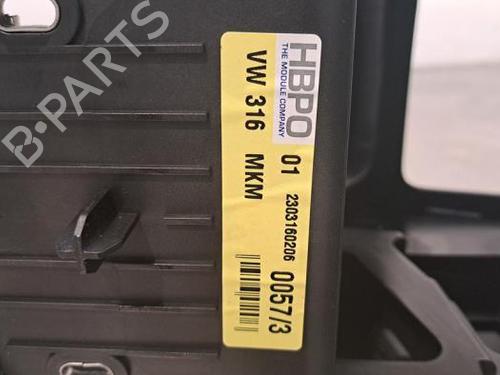 HBPO
THE MODULE COMPANY
01 2303160206 0057/3
VW 316 MKM
B-PARTS